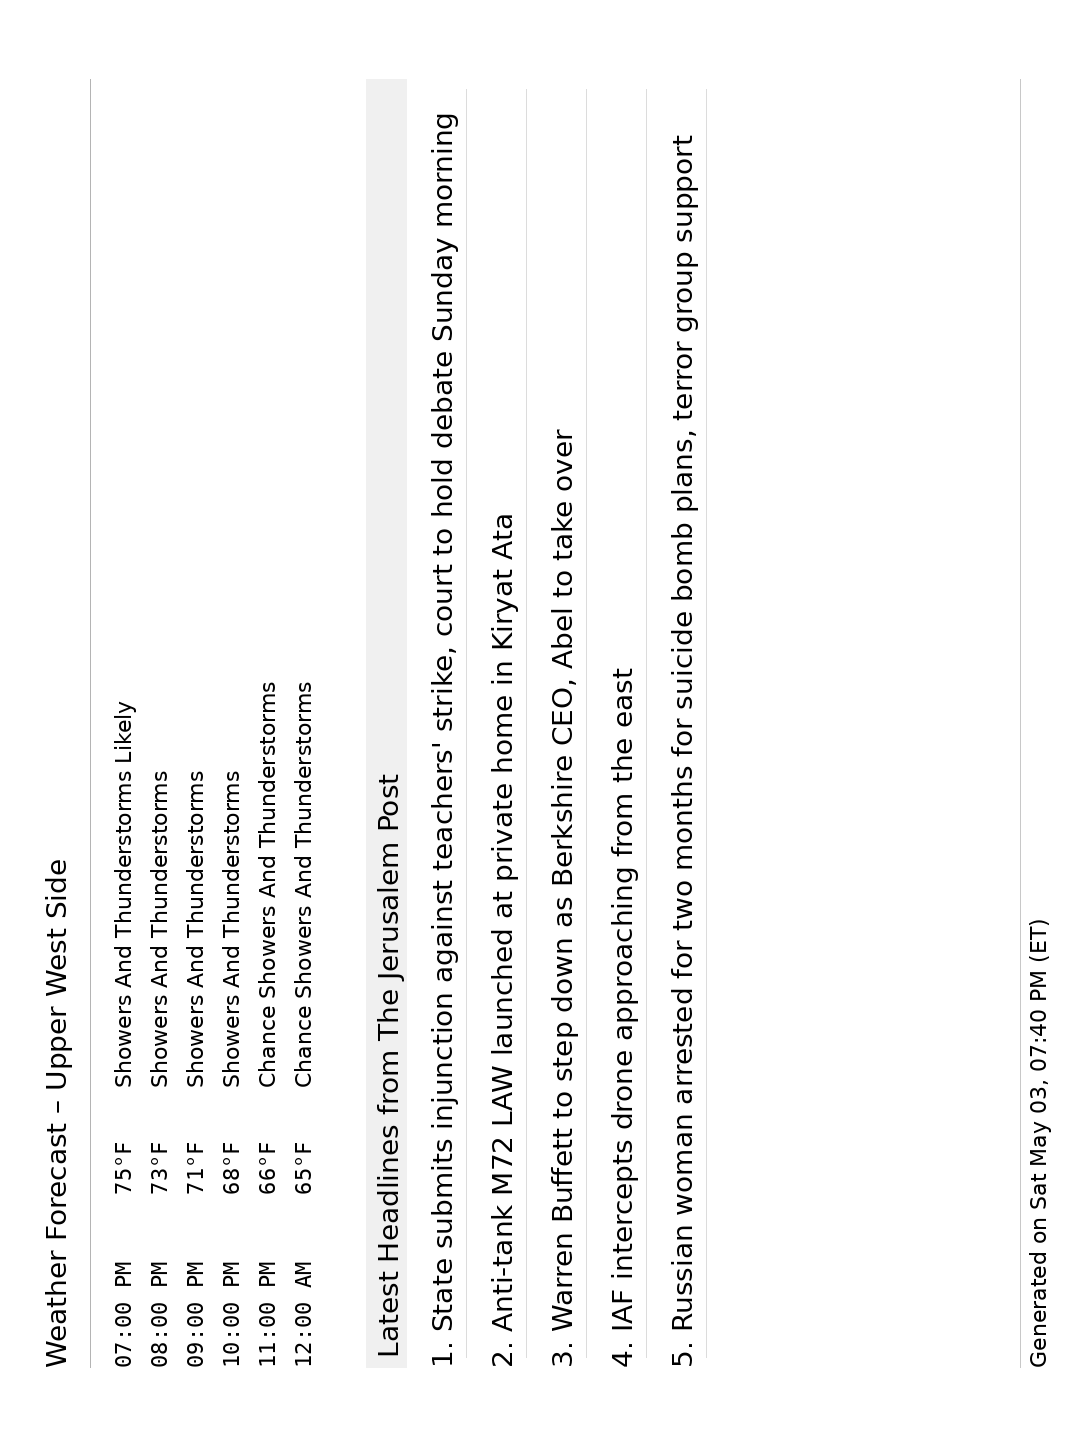 Weather Forecast – Upper West Side
07:00 PM 75°F Showers And Thunderstorms Likely
08:00 PM 73°F Showers And Thunderstorms
09:00 PM 71°F Showers And Thunderstorms
10:00 PM 68°F Showers And Thunderstorms
11:00 PM 66°F Chance Showers And Thunderstorms
12:00 AM 65°F Chance Showers And Thunderstorms
Latest Headlines from The Jerusalem Post
1. State submits injunction against teachers' strike, court to hold debate Sunday morning
2. Anti-tank M72 LAW launched at private home in Kiryat Ata
3. Warren Buffett to step down as Berkshire CEO, Abel to take over
4. IAF intercepts drone approaching from the east
5. Russian woman arrested for two months for suicide bomb plans, terror group support
Generated on Sat May 03, 07:40 PM (ET)